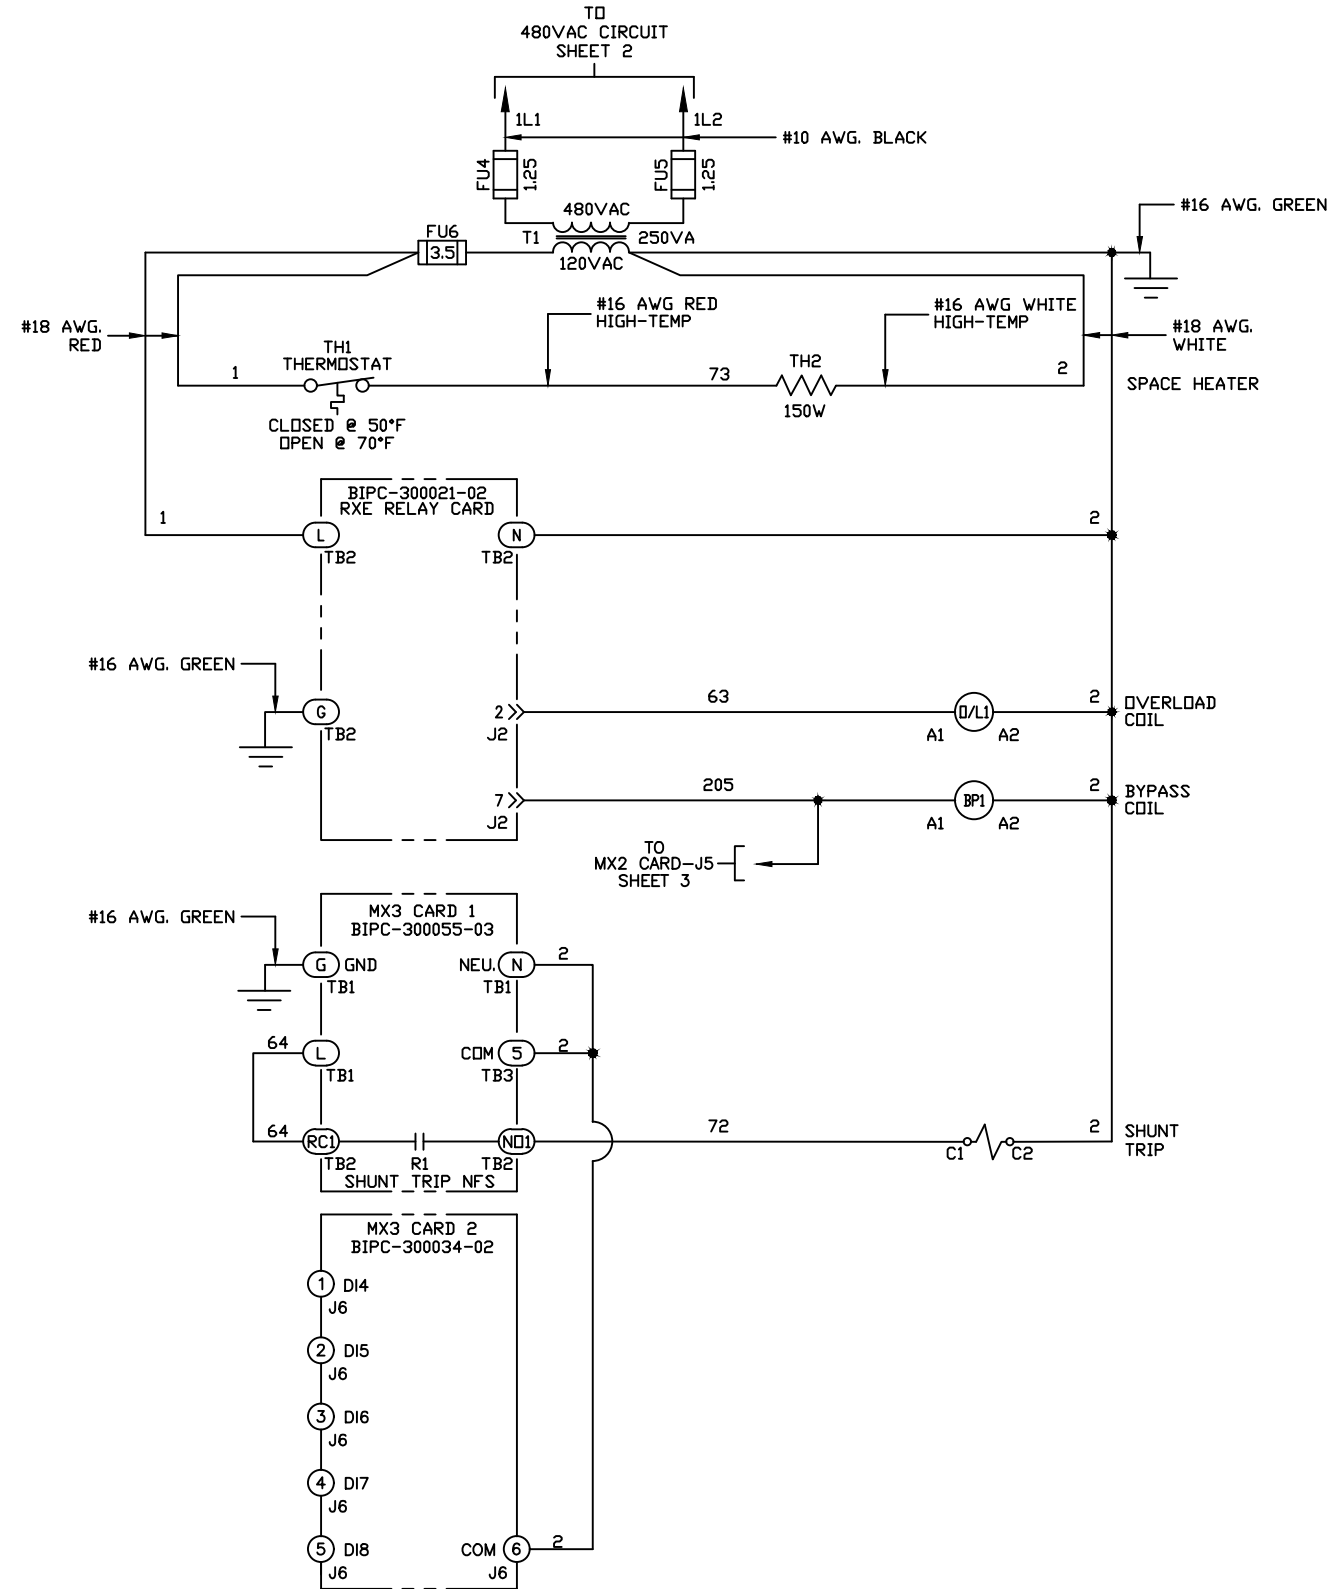 TO
480VAC CIRCUIT
SHEET 2
1L1
1L2
#10 AWG. BLACK
FU4
1.25
FU5
1.25
480VAC
T1
250VA
120VAC
FU6
3.5
#16 AWG. GREEN
#18 AWG.
RED
#16 AWG RED
HIGH-TEMP
#16 AWG WHITE
HIGH-TEMP
#18 AWG.
WHITE
TH1
THERMOSTAT
1
73
TH2
150W
2
SPACE HEATER
CLOSED @ 50°F
OPEN @ 70°F
BIPC-300021-02
RXE RELAY CARD
1
L
TB2
N
TB2
2
#16 AWG. GREEN
G
TB2
2
J2
63
O/L1
A1
A2
2
OVERLOAD
COIL
7
J2
205
BP1
A1
A2
2
BYPASS
COIL
TO
MX2 CARD-J5
SHEET 3
MX3 CARD 1
BIPC-300055-03
#16 AWG. GREEN
G
GND
TB1
NEU.
N
TB1
2
64
L
TB1
COM
5
TB3
2
64
RC1
TB2
R1
SHUNT TRIP NFS
NO1
TB2
72
C1
C2
2
SHUNT
TRIP
MX3 CARD 2
BIPC-300034-02
1
DI4
J6
2
DI5
J6
3
DI6
J6
4
DI7
J6
5
DI8
J6
COM
6
J6
2